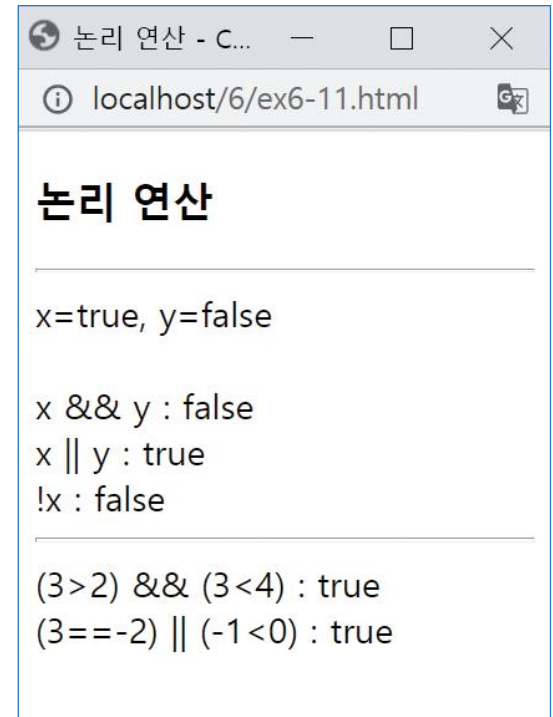 논리 연산 - C...
localhost/6/ex6-11.html
논리 연산
x=true, y=false
x && y : false
x || y : true
!x : false
(3>2) && (3<4) : true
(3==-2) || (-1<0) : true